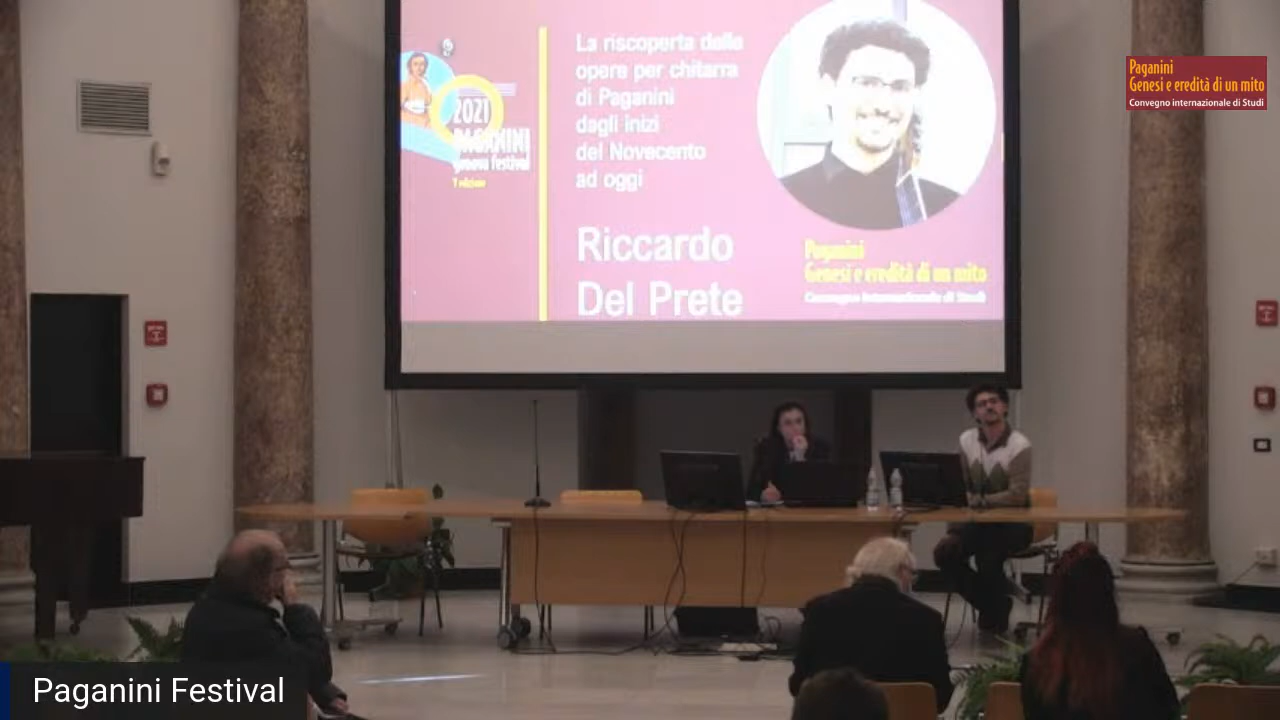 La riscoperta delle
opere per chitarra
di Paganini
dagli inizi
del Novecento
ad oggi
Riccardo
Del Prete
2021
PAGANINI
genova festival
Paganini
Genesi e eredità di un mito
Convegno Internazionale di Studi
Paganini
Genesi e eredità di un mito
Convegno internazionale di Studi
Paganini Festival